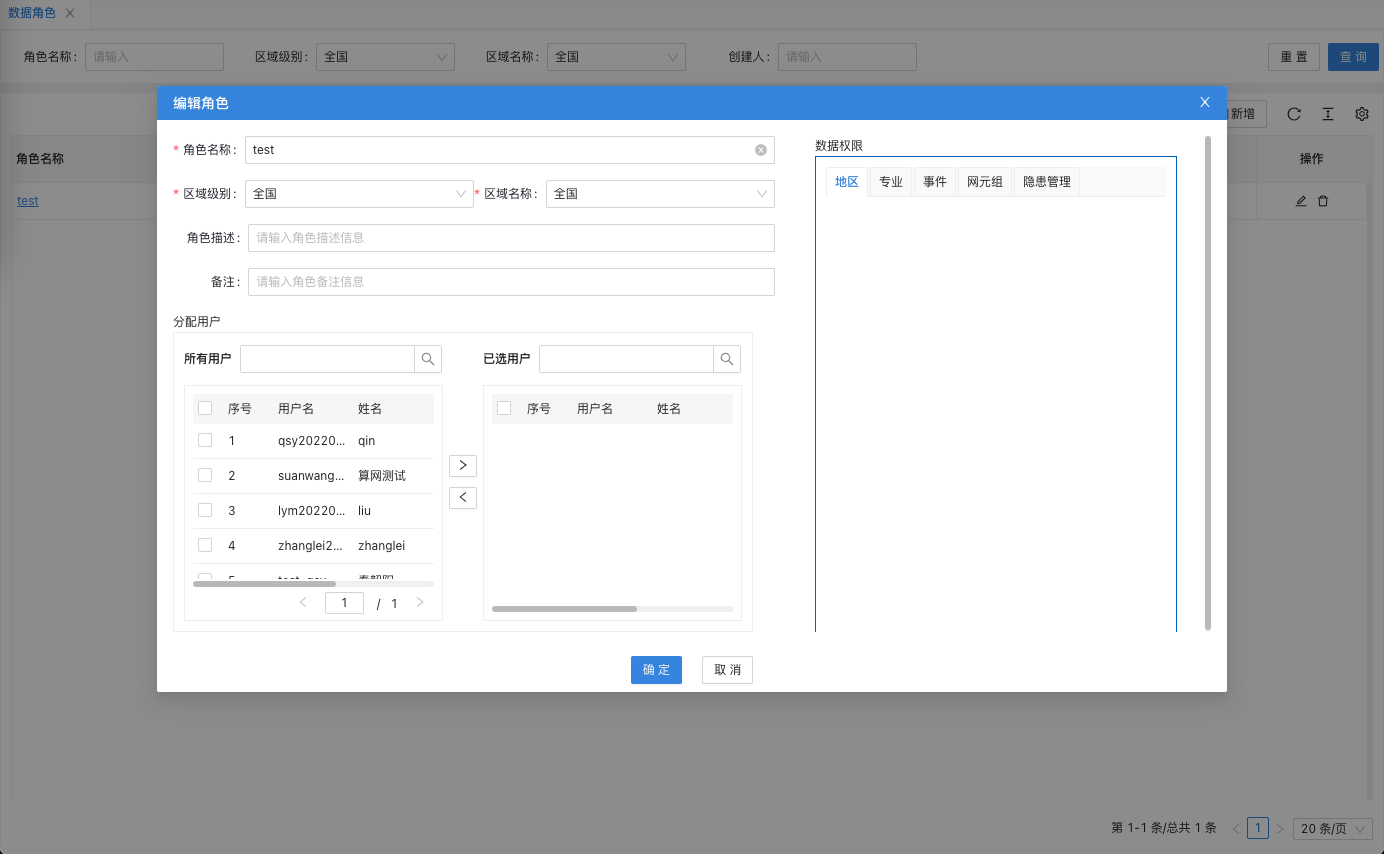 数据角色
角色名称: 请输入 区域级别: 全国 区域名称: 全国 创建人: 请输入 重 置 查 询
编辑角色
新增
角色名称 操作
test
* 角色名称: test
* 区域级别: 全国 * 区域名称: 全国
角色描述: 请输入角色描述信息
备注: 请输入角色备注信息
数据权限
地区 专业 事件 网元组 隐患管理
分配用户
所有用户
序号 用户名 姓名
1 qsy20220... qin
2 suanwang... 算网测试
3 lym20220... liu
4 zhanglei2... zhanglei
< 1 / 1 >
>
<
已选用户
序号 用户名 姓名
确 定 取 消
第 1-1 条/总共 1 条 < 1 > 20 条/页